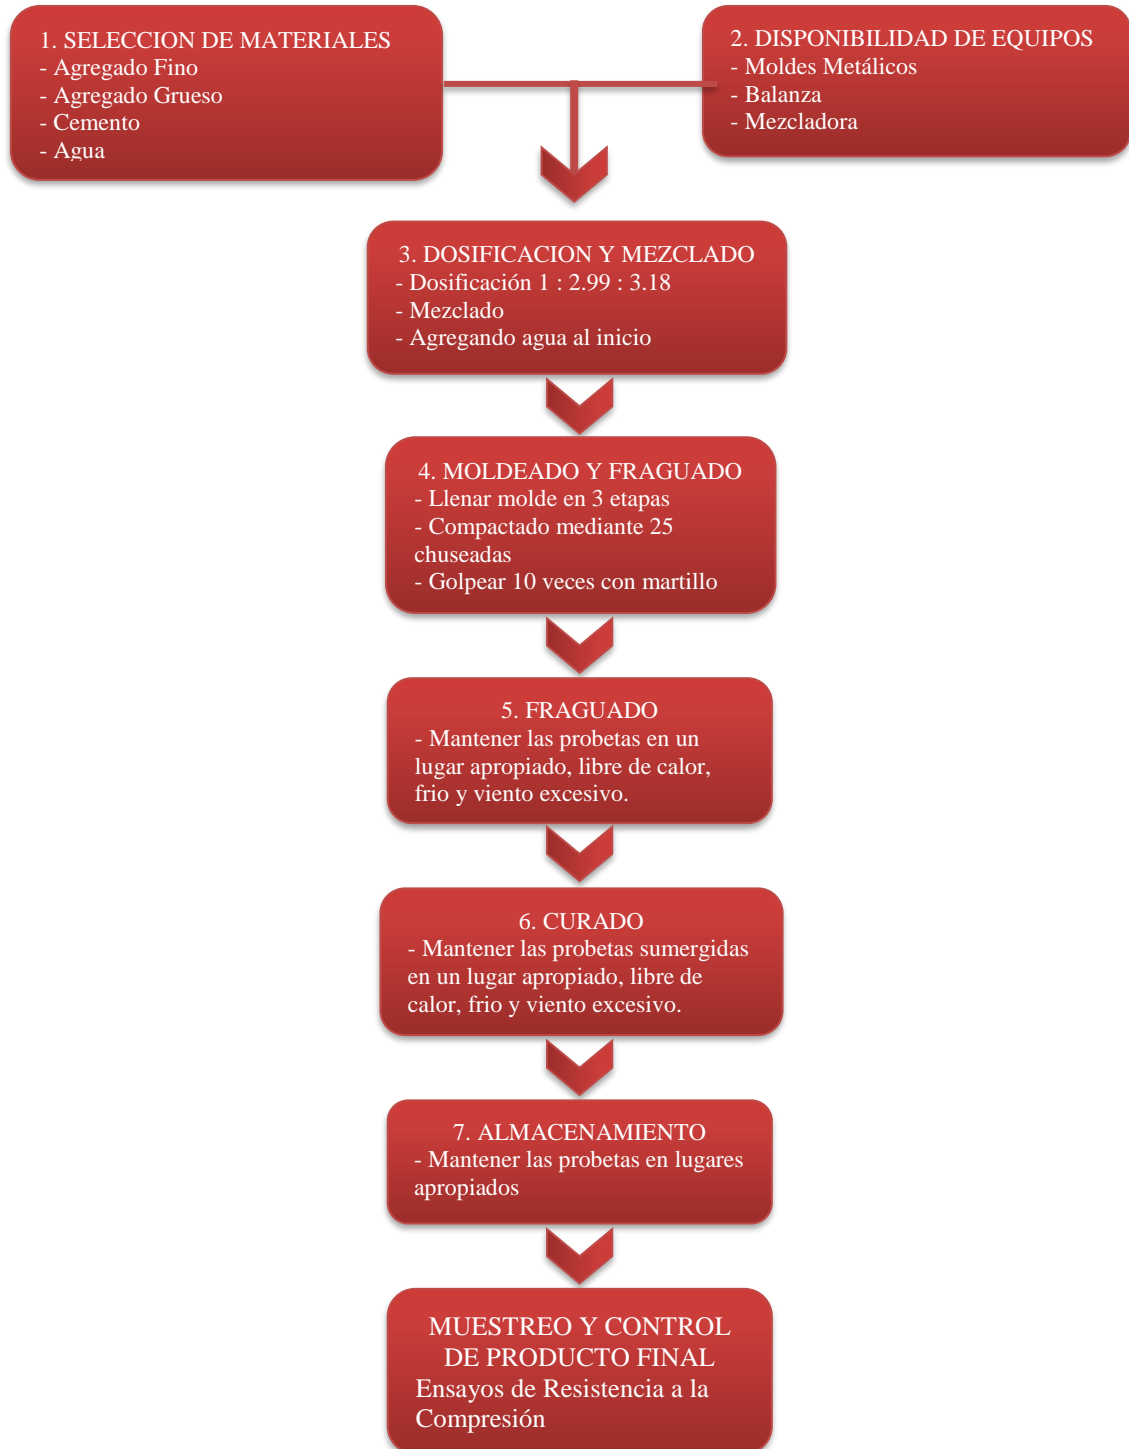 1. SELECCION DE MATERIALES
- Agregado Fino
- Agregado Grueso
- Cemento
- Agua
2. DISPONIBILIDAD DE EQUIPOS
- Moldes Metálicos
- Balanza
- Mezcladora
3. DOSIFICACION Y MEZCLADO
- Dosificación 1 : 2.99 : 3.18
- Mezclado
- Agregando agua al inicio
4. MOLDEADO Y FRAGUADO
- Llenar molde en 3 etapas
- Compactado mediante 25
chuseadas
- Golpear 10 veces con martillo
5. FRAGUADO
- Mantener las probetas en un
lugar apropiado, libre de calor,
frio y viento excesivo.
6. CURADO
- Mantener las probetas sumergidas
en un lugar apropiado, libre de
calor, frio y viento excesivo.
7. ALMACENAMIENTO
- Mantener las probetas en lugares
apropiados
MUESTREO Y CONTROL
DE PRODUCTO FINAL
Ensayos de Resistencia a la
Compresión